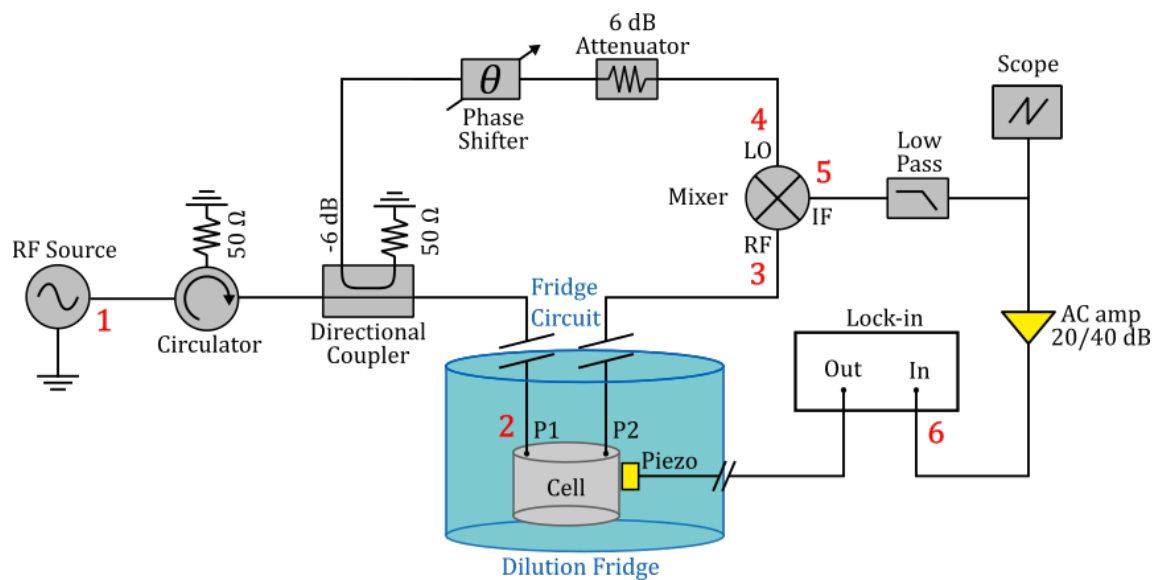 6 dB
Attenuator
θ
Phase
Shifter
Scope
4
LO
Low
Pass
5
Mixer
IF
RF
3
-6 dB
50 Ω
50 Ω
RF Source
1
Circulator
Directional
Coupler
Fridge
Circuit
AC amp
20/40 dB
Lock-in
Out
In
6
2
P1
P2
Piezo
Cell
Dilution Fridge